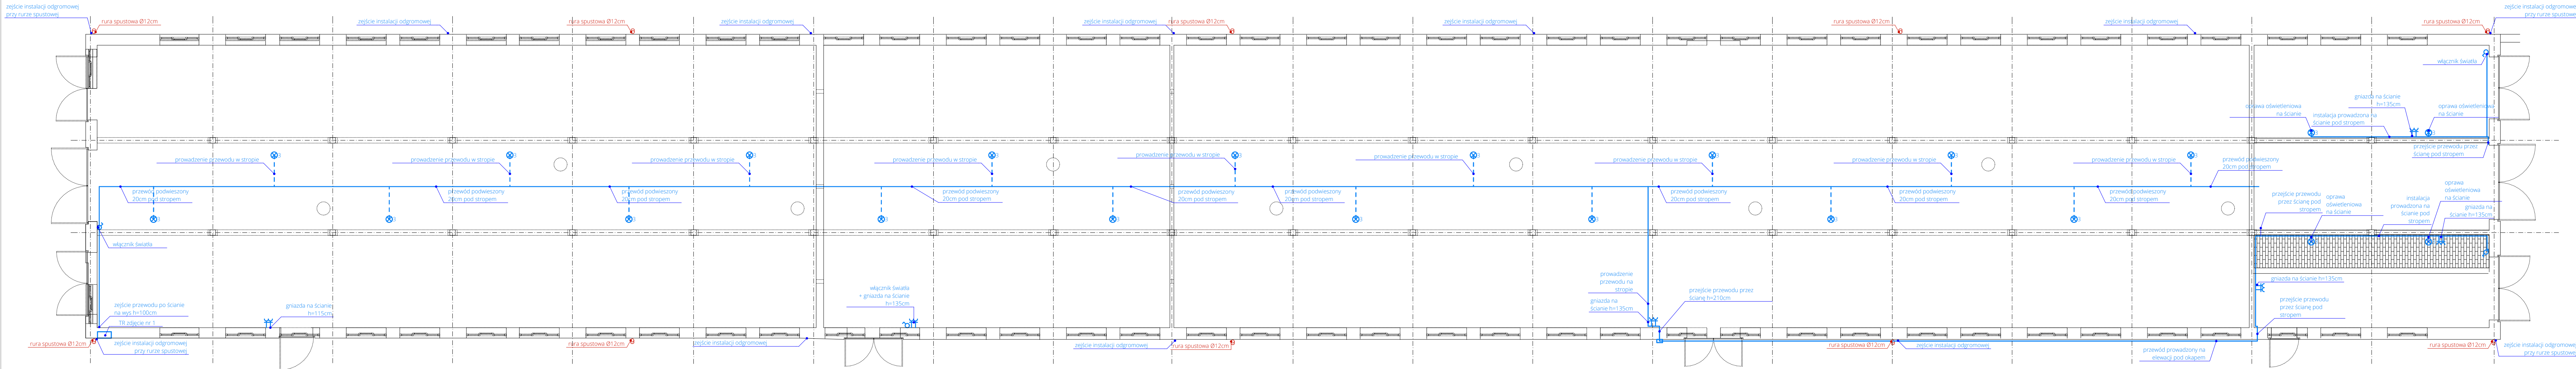 zejście instalacji odgromowej
przy rurze spustowej
rura spustowa Ø12cm
zejście instalacji odgromowej
rura spustowa Ø12cm
zejście instalacji odgromowej
zejście instalacji odgromowej
rura spustowa Ø12cm
zejście instalacji odgromowej
rura spustowa Ø12cm
zejście instalacji odgromowej
rura spustowa Ø12cm
zejście instalacji odgromowej
przy rurze spustowej
włącznik światła
gniazda na ścianie
h=135cm
oprawa oświetleniowa
na ścianie
oprawa oświetleniowa
na ścianie
instalacja prowadzona na
ścianie pod stropem
przejście przewodu przez
ścianę pod stropem
prowadzenie przewodu w stropie
prowadzenie przewodu w stropie
prowadzenie przewodu w stropie
prowadzenie przewodu w stropie
prowadzenie przewodu w stropie
prowadzenie przewodu w stropie
prowadzenie przewodu w stropie
prowadzenie przewodu w stropie
prowadzenie przewodu w stropie
przewód podwieszony
20cm pod stropem
przewód podwieszony
20cm pod stropem
przewód podwieszony
20cm pod stropem
przewód podwieszony
20cm pod stropem
przewód podwieszony
20cm pod stropem
przewód podwieszony
20cm pod stropem
przewód podwieszony
20cm pod stropem
przewód podwieszony
20cm pod stropem
przewód podwieszony
20cm pod stropem
przewód podwieszony
20cm pod stropem
przejście przewodu
przez ścianę pod
stropem
oprawa
oświetleniowa
na ścianie
instalacja
prowadzona na
ścianie pod
stropem
oprawa
oświetleniowa
na ścianie
gniazda na
ścianie h=135cm
włącznik światła
zejście przewodu po ścianie
na wys h=100cm
TR zdjęcie nr 1
gniazda na ścianie
h=115cm
włącznik światła
+ gniazda na ścianie
h=135cm
prowadzenie
przewodu na
stropie
gniazda na
ścianie h=135cm
przejście przewodu przez
ścianę h=210cm
gniazda na ścianie h=135cm
przejście przewodu
przez ścianę pod
stropem
rura spustowa Ø12cm
zejście instalacji odgromowej
przy rurze spustowej
rura spustowa Ø12cm
zejście instalacji odgromowej
zejście instalacji odgromowej
rura spustowa Ø12cm
rura spustowa Ø12cm
zejście instalacji odgromowej
przewód prowadzony na
elewacji pod okapem
rura spustowa Ø12cm
zejście instalacji odgromowej
przy rurze spustowej